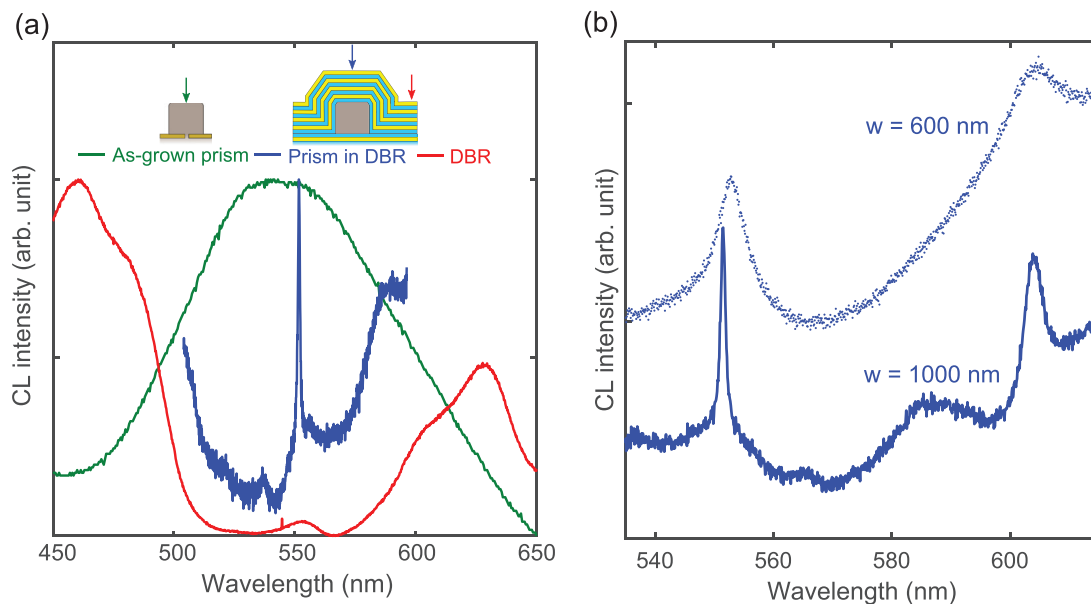 (a)
As-grown prism
Prism in DBR
DBR
CL intensity (arb. unit)
450
500
550
600
650
Wavelength (nm)
(b)
w = 600 nm
w = 1000 nm
CL intensity (arb. unit)
540
560
580
600
Wavelength (nm)